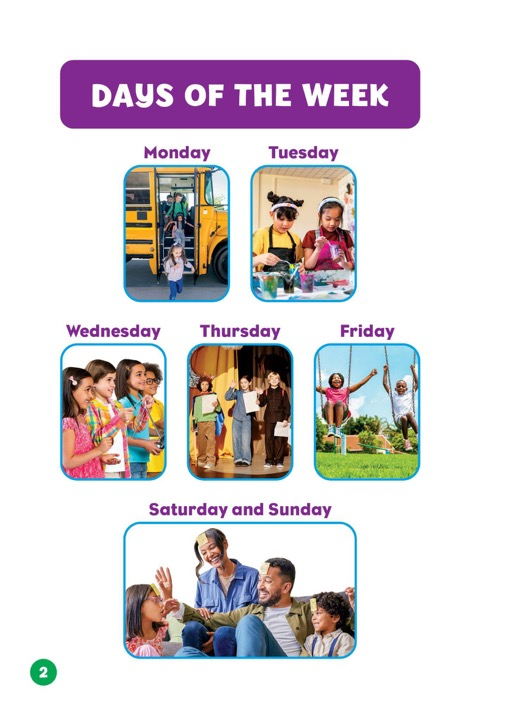 DAYS OF THE WEEK
Monday
Tuesday
Wednesday
Thursday
Friday
Saturday and Sunday
2